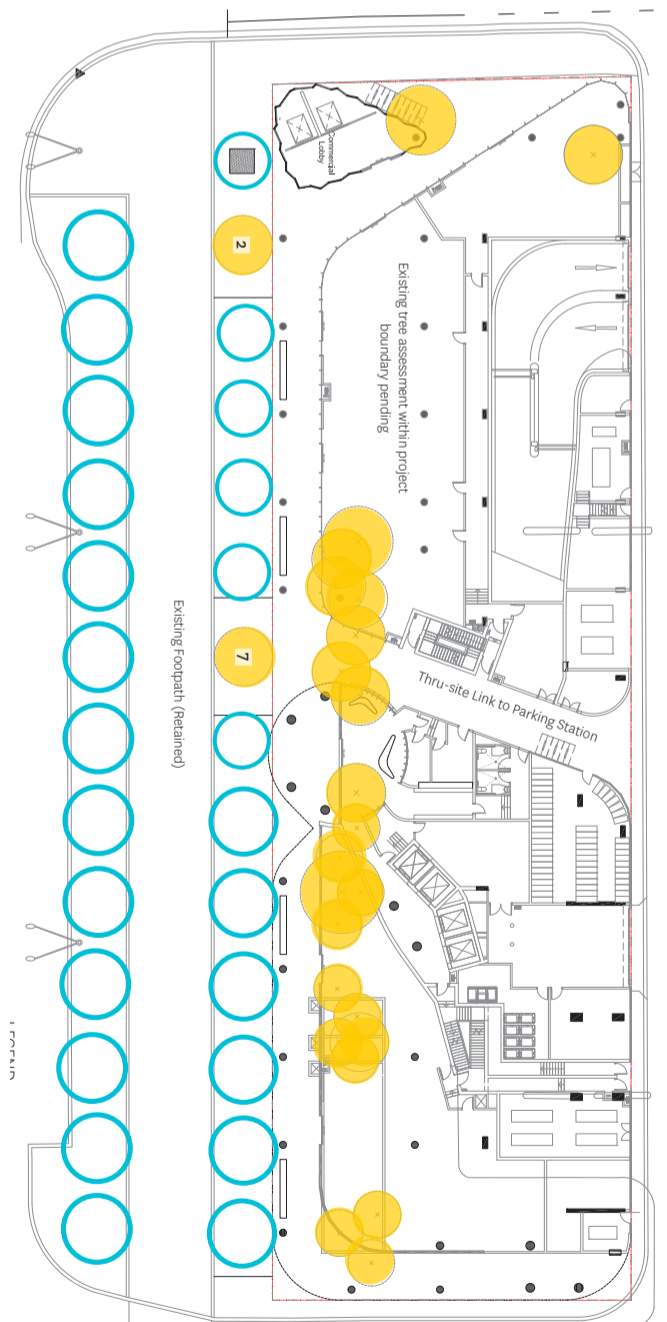 Commercial
Lobby
2
Existing tree assessment within project
boundary pending
7
Existing Footpath (Retained)
Thru-site Link to Parking Station